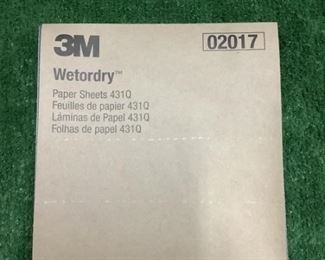 3M 02017
Wetordry™
Paper Sheets 431Q
Feuilles de papier 431Q
Láminas de Papel 431Q
Folhas de papel 431Q